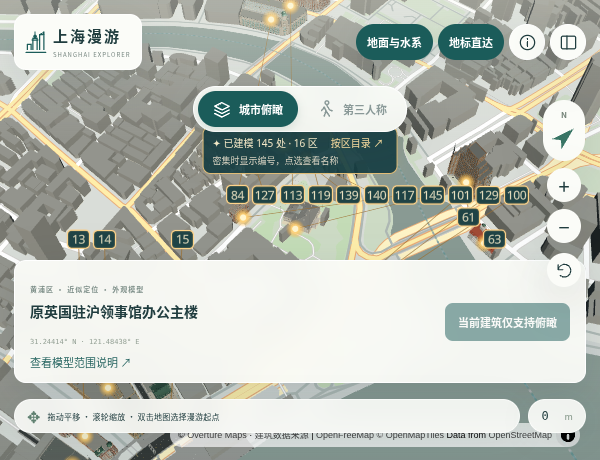 上海漫游
SHANGHAI EXPLORER
地面与水系
地标直达
城市俯瞰
第三人称
✦ 已建模 145 处 · 16 区 按区目录 ↗
密集时显示编号，点选查看名称
N
84 127 113 119 139 140 117 145 101 129 100
61
63
13 14 15
+
−
黄浦区 · 近似定位 · 外观模型
原英国驻沪领事馆办公主楼
31.24414° N · 121.48438° E
查看模型范围说明 ↗
当前建筑仅支持俯瞰
拖动平移 · 滚轮缩放 · 双击地图选择漫游起点
0 m
© Overture Maps · 建筑数据来源 | OpenFreeMap © OpenMapTiles Data from OpenStreetMap